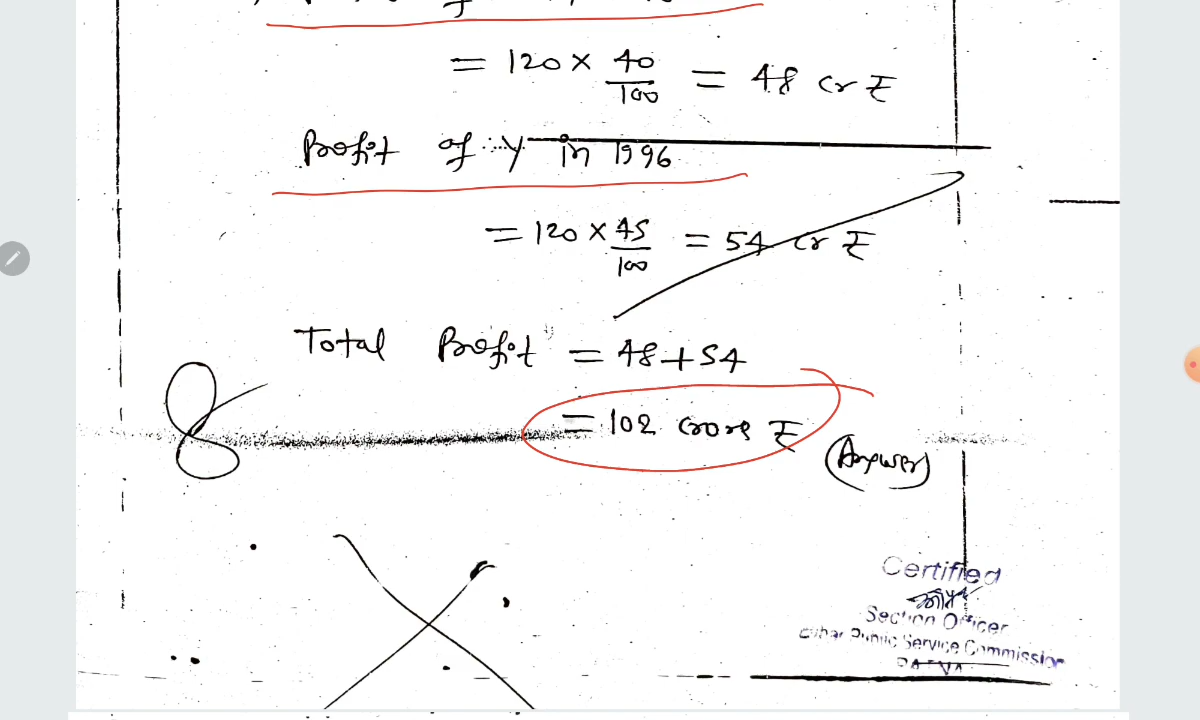 = 120 × 40/100 = 48 cr ₹
Profit of Y in 1996
= 120 × 45/100 = 54 cr ₹
Total Profit = 48+54
8
= 102 crore ₹
(Answer)
Certified
Section Officer
Public Service Commission